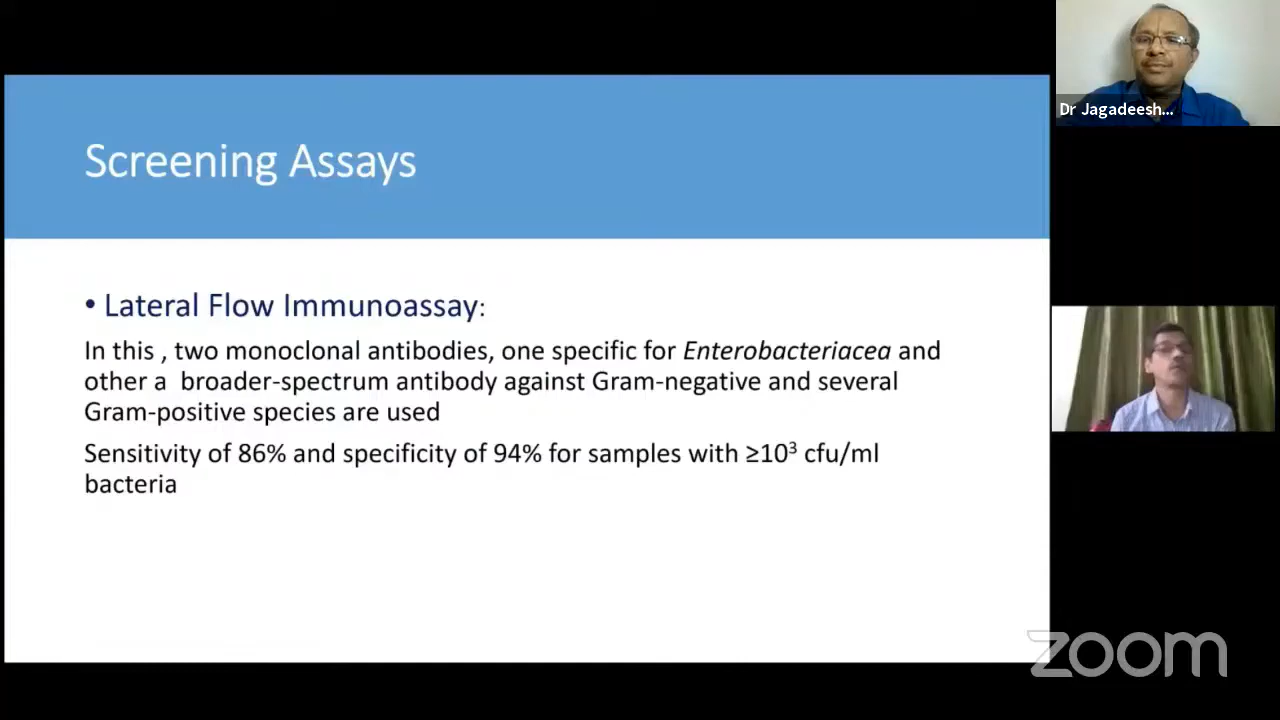 Screening Assays
• Lateral Flow Immunoassay:
In this , two monoclonal antibodies, one specific for Enterobacteriacea and
other a broader-spectrum antibody against Gram-negative and several
Gram-positive species are used
Sensitivity of 86% and specificity of 94% for samples with ≥10³ cfu/ml
bacteria
Dr Jagadeesh...
zoom